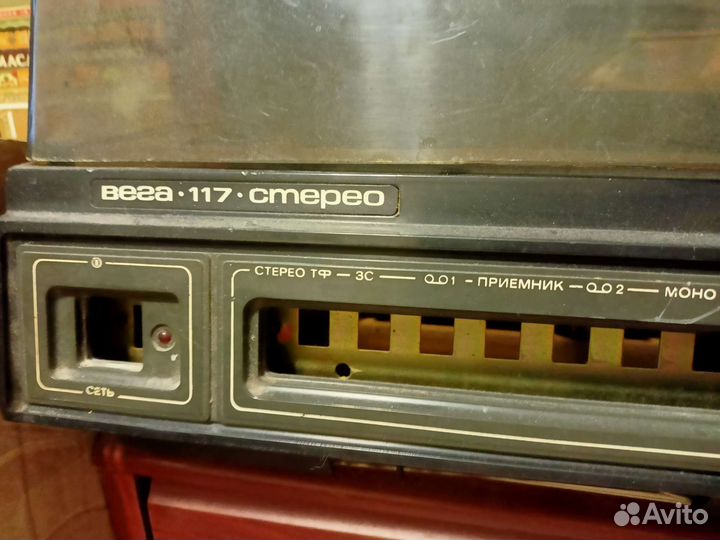 вега · 117 · стерео
СТЕРЕО ТФ — ЗС — 1 - ПРИЕМНИК - 2 — МОНО
СЕТЬ
Avito